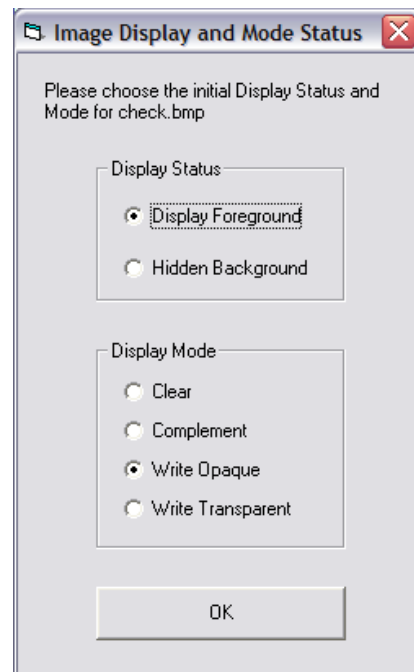 Image Display and Mode Status
Please choose the initial Display Status and
Mode for check.bmp
Display Status
Display Foreground
Hidden Background
Display Mode
Clear
Complement
Write Opaque
Write Transparent
OK